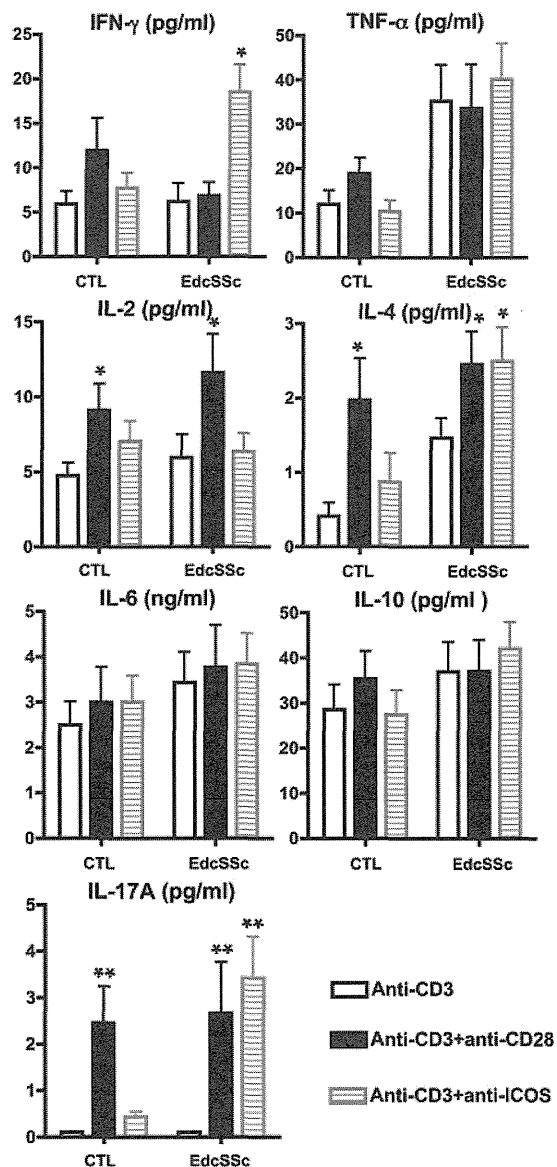 IFN-γ (pg/ml)
TNF-α (pg/ml)
25
20
15
10
5
0
*
CTL
EdcSSc
50
40
30
20
10
0
CTL
EdcSSc
IL-2 (pg/ml)
IL-4 (pg/ml)
15
10
5
0
*
*
CTL
EdcSSc
3
2
1
0
*
*
*
CTL
EdcSSc
IL-6 (ng/ml)
IL-10 (pg/ml )
5
4
3
2
1
0
CTL
EdcSSc
50
40
30
20
10
0
CTL
EdcSSc
IL-17A (pg/ml)
5
4
3
2
1
0
**
**
**
CTL
EdcSSc
Anti-CD3
Anti-CD3+anti-CD28
Anti-CD3+anti-ICOS